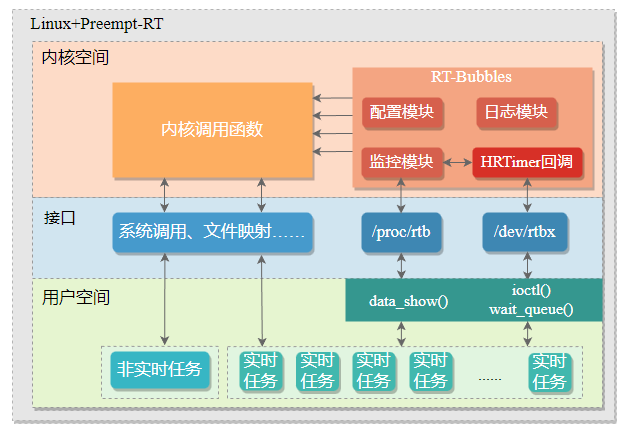 Linux+Preempt-RT
内核空间
RT-Bubbles
内核调用函数
配置模块
日志模块
监控模块
HRTimer回调
接口
系统调用、文件映射……
/proc/rtb
/dev/rtbx
用户空间
data_show()
ioctl()
wait_queue()
非实时任务
实时
任务
实时
任务
实时
任务
实时
任务
......
实时
任务